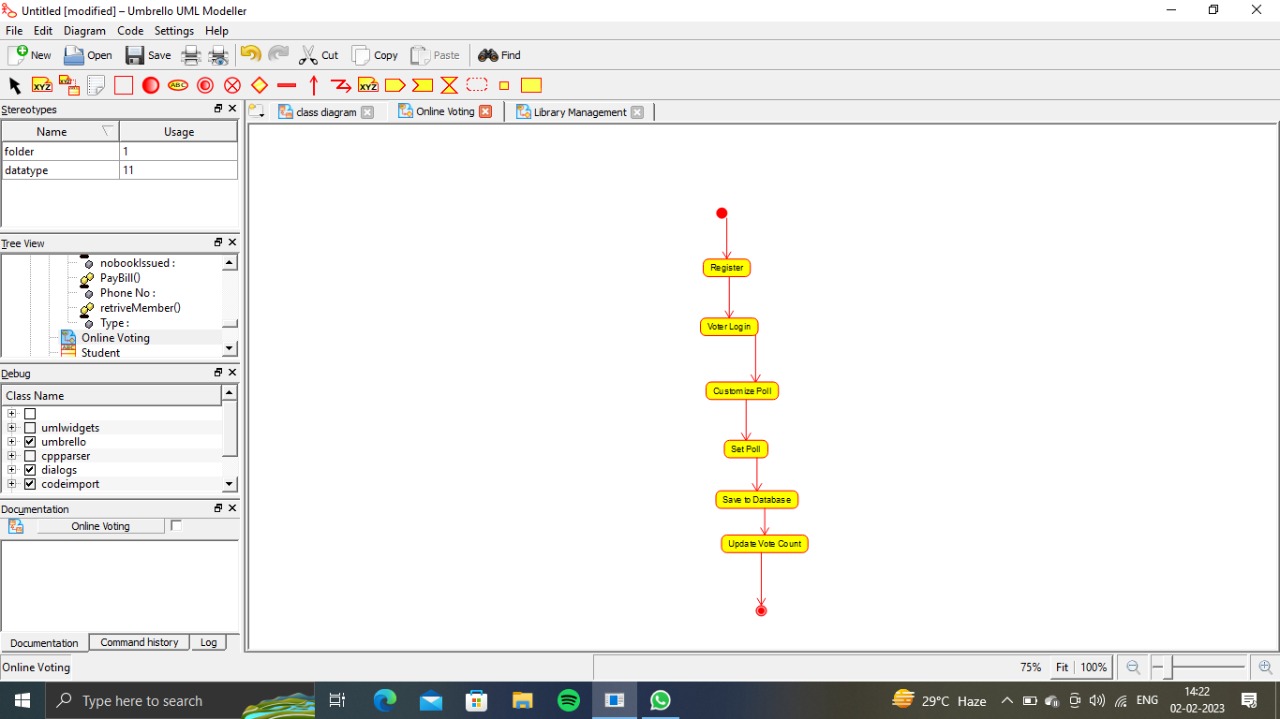 Untitled [modified] – Umbrello UML Modeller
File Edit Diagram Code Settings Help
New Open Save Cut Copy Paste Find
XYZ ABC XYZ
Stereotypes
class diagram Online Voting Library Management
Name Usage
folder 1
datatype 11
Tree View
nobookIssued :
PayBill()
Phone No :
retriveMember()
Type :
Online Voting
Student
Debug
Class Name
umlwidgets
umbrello
cppparser
dialogs
codeimport
Documentation
Online Voting
Documentation Command history Log
Register
Voter Login
Customize Poll
Set Poll
Save to Database
Update Vote Count
Online Voting 75% Fit 100%
Type here to search 29°C Haze ENG 14:22
02-02-2023